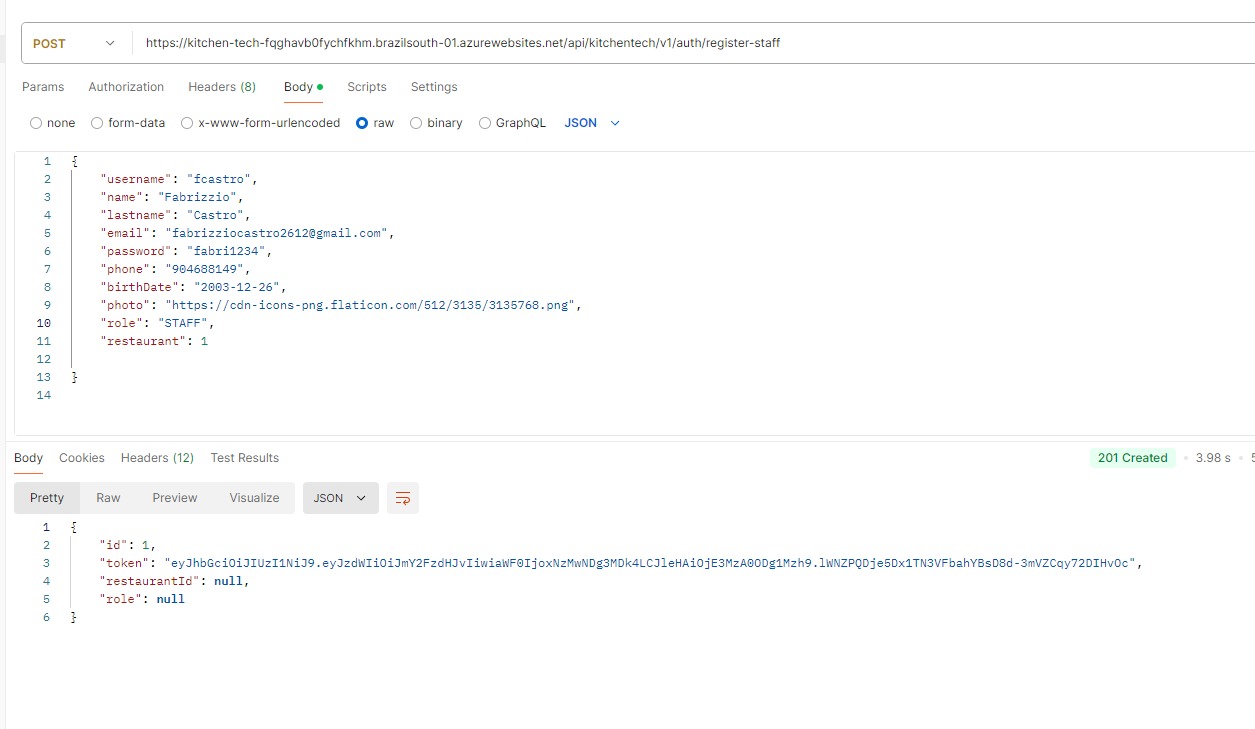 POST https://kitchen-tech-fqghavb0fychfkhm.brazilsouth-01.azurewebsites.net/api/kitchentech/v1/auth/register-staff
Params Authorization Headers (8) Body Scripts Settings
none form-data x-www-form-urlencoded raw binary GraphQL JSON
1 {
2 "username": "fcastro",
3 "name": "Fabrizzio",
4 "lastname": "Castro",
5 "email": "fabrizziocastro2612@gmail.com",
6 "password": "fabri1234",
7 "phone": "904688149",
8 "birthDate": "2003-12-26",
9 "photo": "https://cdn-icons-png.flaticon.com/512/3135/3135768.png",
10 "role": "STAFF",
11 "restaurant": 1
12
13 }
14
Body Cookies Headers (12) Test Results 201 Created 3.98 s 5
Pretty Raw Preview Visualize JSON
1 {
2 "id": 1,
3 "token": "eyJhbGciOiJIUzI1NiJ9.eyJzdWIiOiJmY2FzdHJvIiwiaWF0IjoxNzMwNDg3MDk4LCJleHAiOjE3MzA0ODg1Mzh9.lWNZPQDje5Dx1TN3VFbahYBsD8d-3mVZCqy72DIHvOc",
4 "restaurantId": null,
5 "role": null
6 }